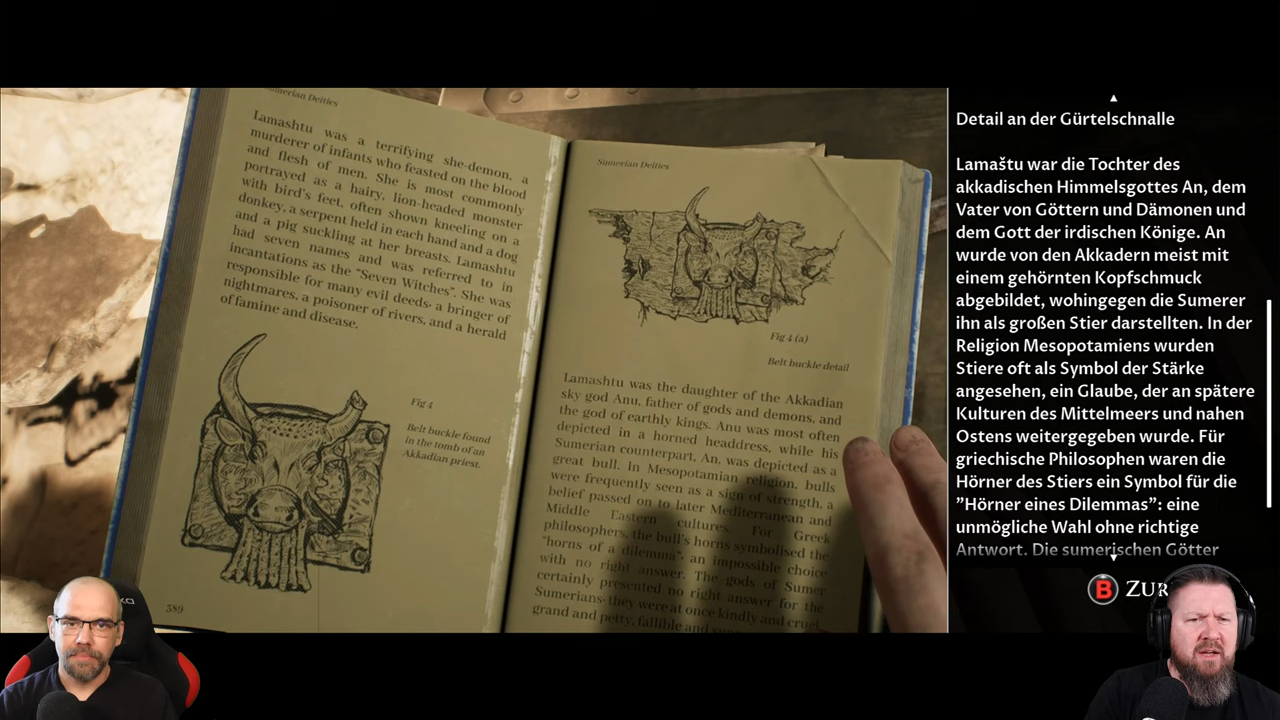 Sumerian Deities
Lamashtu was a terrifying she-demon, a
murderer of infants who feasted on the blood
and flesh of men. She is most commonly
portrayed as a hairy, lion-headed monster
with bird's feet, often shown kneeling on a
donkey, a serpent held in each hand and a dog
and a pig suckling at her breasts. Lamashtu
had seven names and was referred to in
incantations as the "Seven Witches". She was
responsible for many evil deeds: a bringer of
nightmares, a poisoner of rivers, and a herald
of famine and disease.
Fig 4
Belt buckle found
in the tomb of an
Akkadian priest.
389
Sumerian Deities
Fig 4 (a)
Belt buckle detail
Lamashtu was the daughter of the Akkadian
sky god Anu, father of gods and demons, and
the god of earthly kings. Anu was most often
depicted in a horned headdress, while his
Sumerian counterpart, An, was depicted as a
great bull. In Mesopotamian religion, bulls
were frequently seen as a sign of strength, a
belief passed on to later Mediterranean and
Middle Eastern cultures. For Greek
philosophers, the bull's horns symbolised the
"horns of a dilemma", an impossible choice
with no right answer. The gods of Sumer
certainly presented no right answer for the
Sumerians- they were at once kindly and cruel,
grand and petty, fallible and
Detail an der Gürtelschnalle
Lamaštu war die Tochter des
akkadischen Himmelsgottes An, dem
Vater von Göttern und Dämonen und
dem Gott der irdischen Könige. An
wurde von den Akkadern meist mit
einem gehörnten Kopfschmuck
abgebildet, wohingegen die Sumerer
ihn als großen Stier darstellten. In der
Religion Mesopotamiens wurden
Stiere oft als Symbol der Stärke
angesehen, ein Glaube, der an spätere
Kulturen des Mittelmeers und nahen
Ostens weitergegeben wurde. Für
griechische Philosophen waren die
Hörner des Stiers ein Symbol für die
"Hörner eines Dilemmas": eine
unmögliche Wahl ohne richtige
Antwort. Die sumerischen Götter
B ZUR